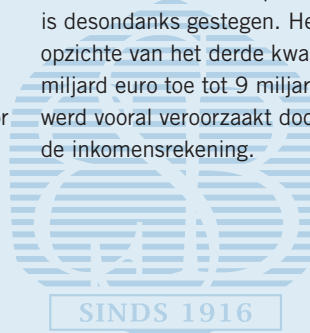 is desondanks gestegen. He
opzichte van het derde kwa
miljard euro toe tot 9 miljar
or werd vooral veroorzaakt doo
de inkomensrekening.
SINDS 1916